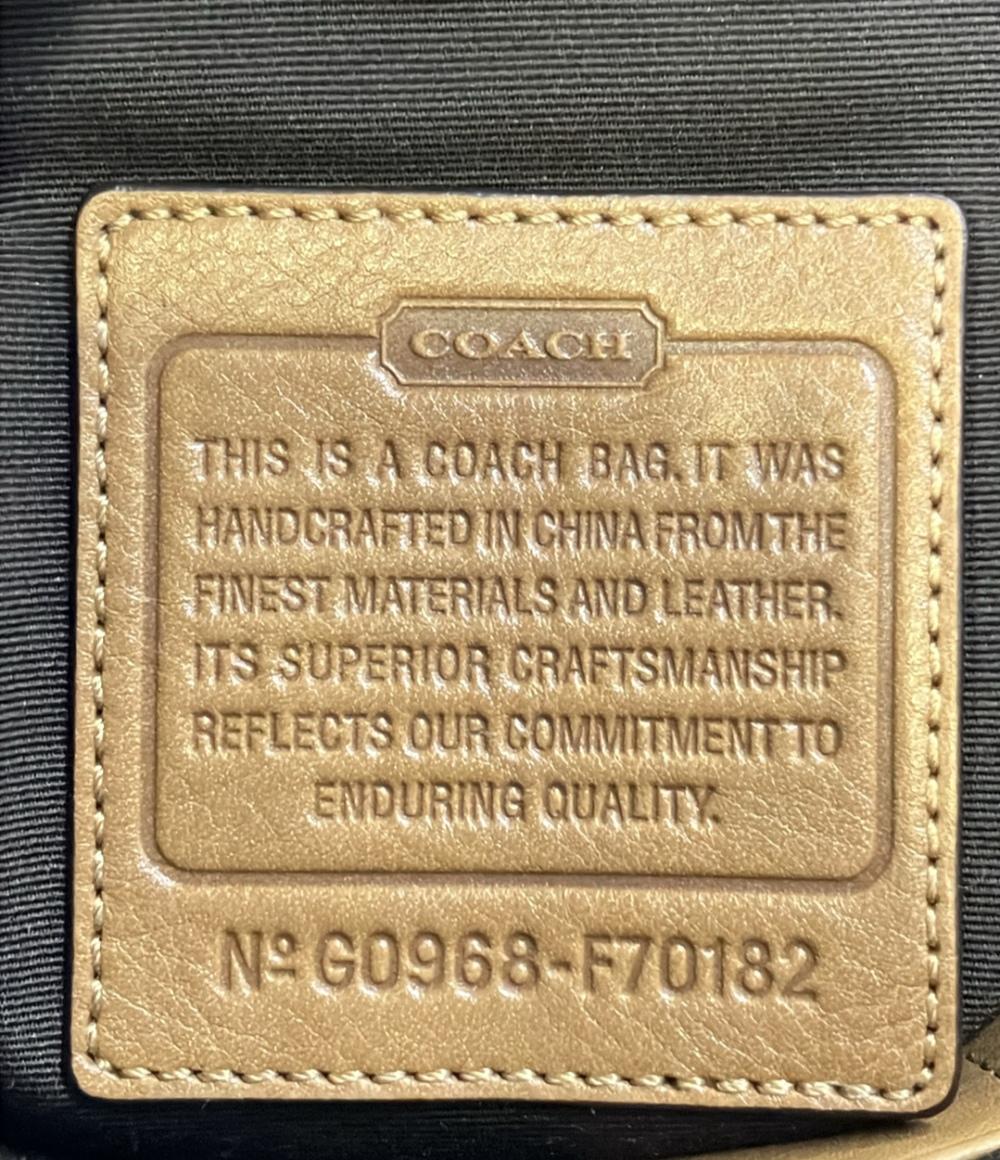 COACH
THIS IS A COACH BAG. IT WAS
HANDCRAFTED IN CHINA FROM THE
FINEST MATERIALS AND LEATHER.
ITS SUPERIOR CRAFTSMANSHIP
REFLECTS OUR COMMITMENT TO
ENDURING QUALITY.
Nº G0968-F70182